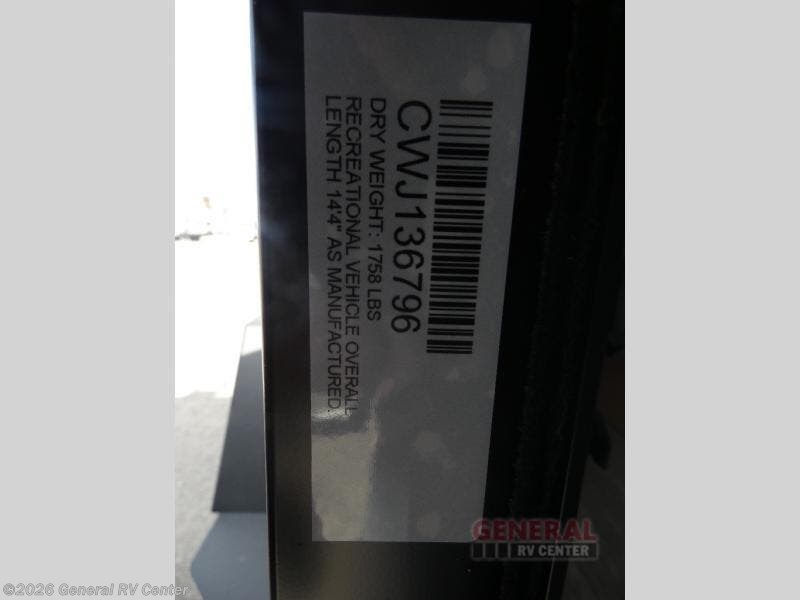 CWJ136796
DRY WEIGHT: 1758 LBS
RECREATIONAL VEHICLE OVERALL
LENGTH 14'4" AS MANUFACTURED.
GENERAL
RV CENTER
©2026 General RV Center